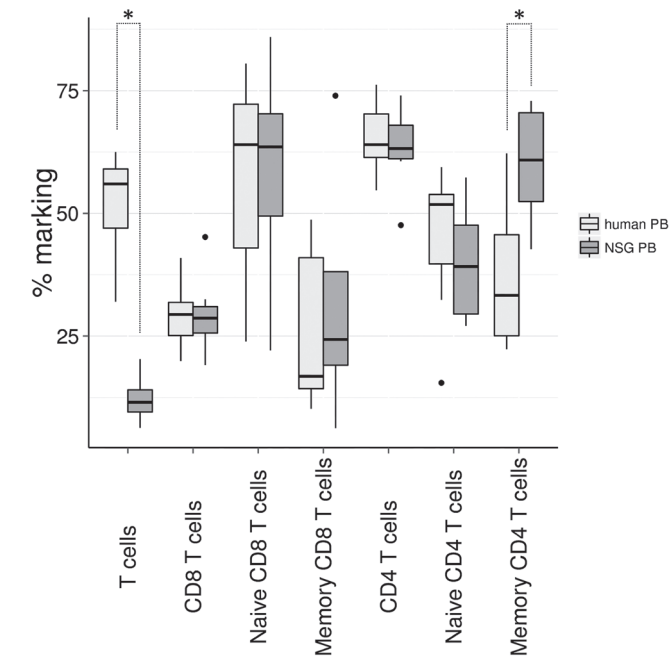 *
*
% marking
75
50
25
human PB
NSG PB
T cells
CD8 T cells
Naive CD8 T cells
Memory CD8 T cells
CD4 T cells
Naive CD4 T cells
Memory CD4 T cells